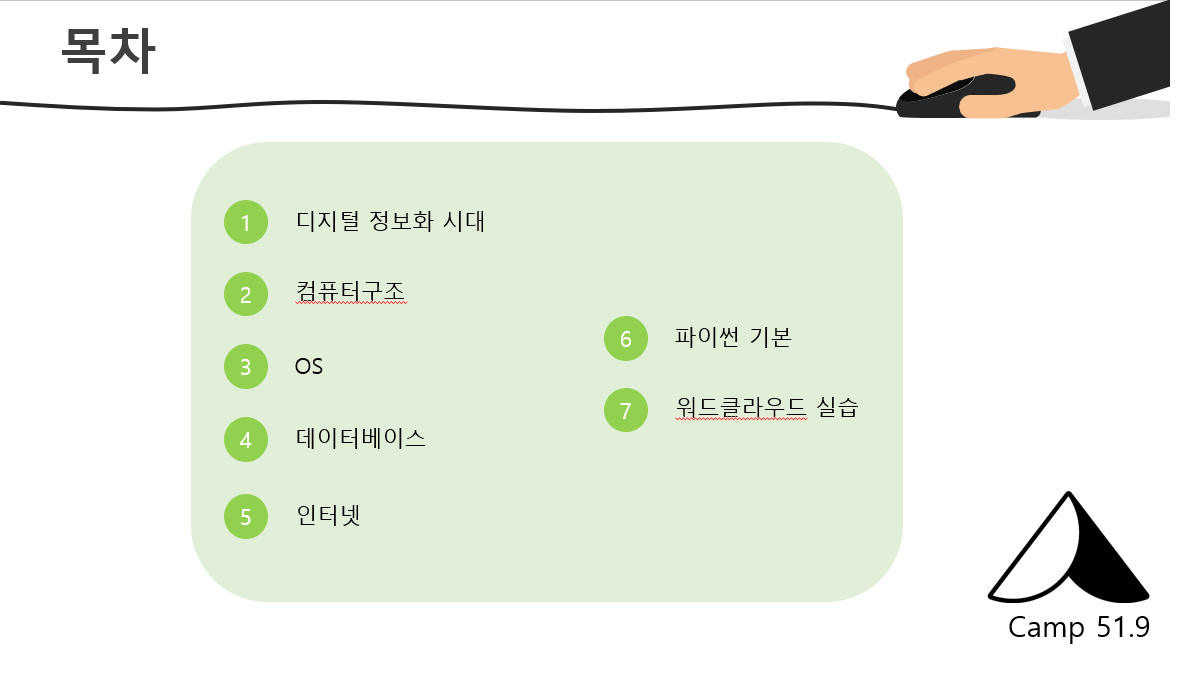 목차
1 디지털 정보화 시대
2 컴퓨터구조
3 OS
4 데이터베이스
5 인터넷
6 파이썬 기본
7 워드클라우드 실습
Camp 51.9